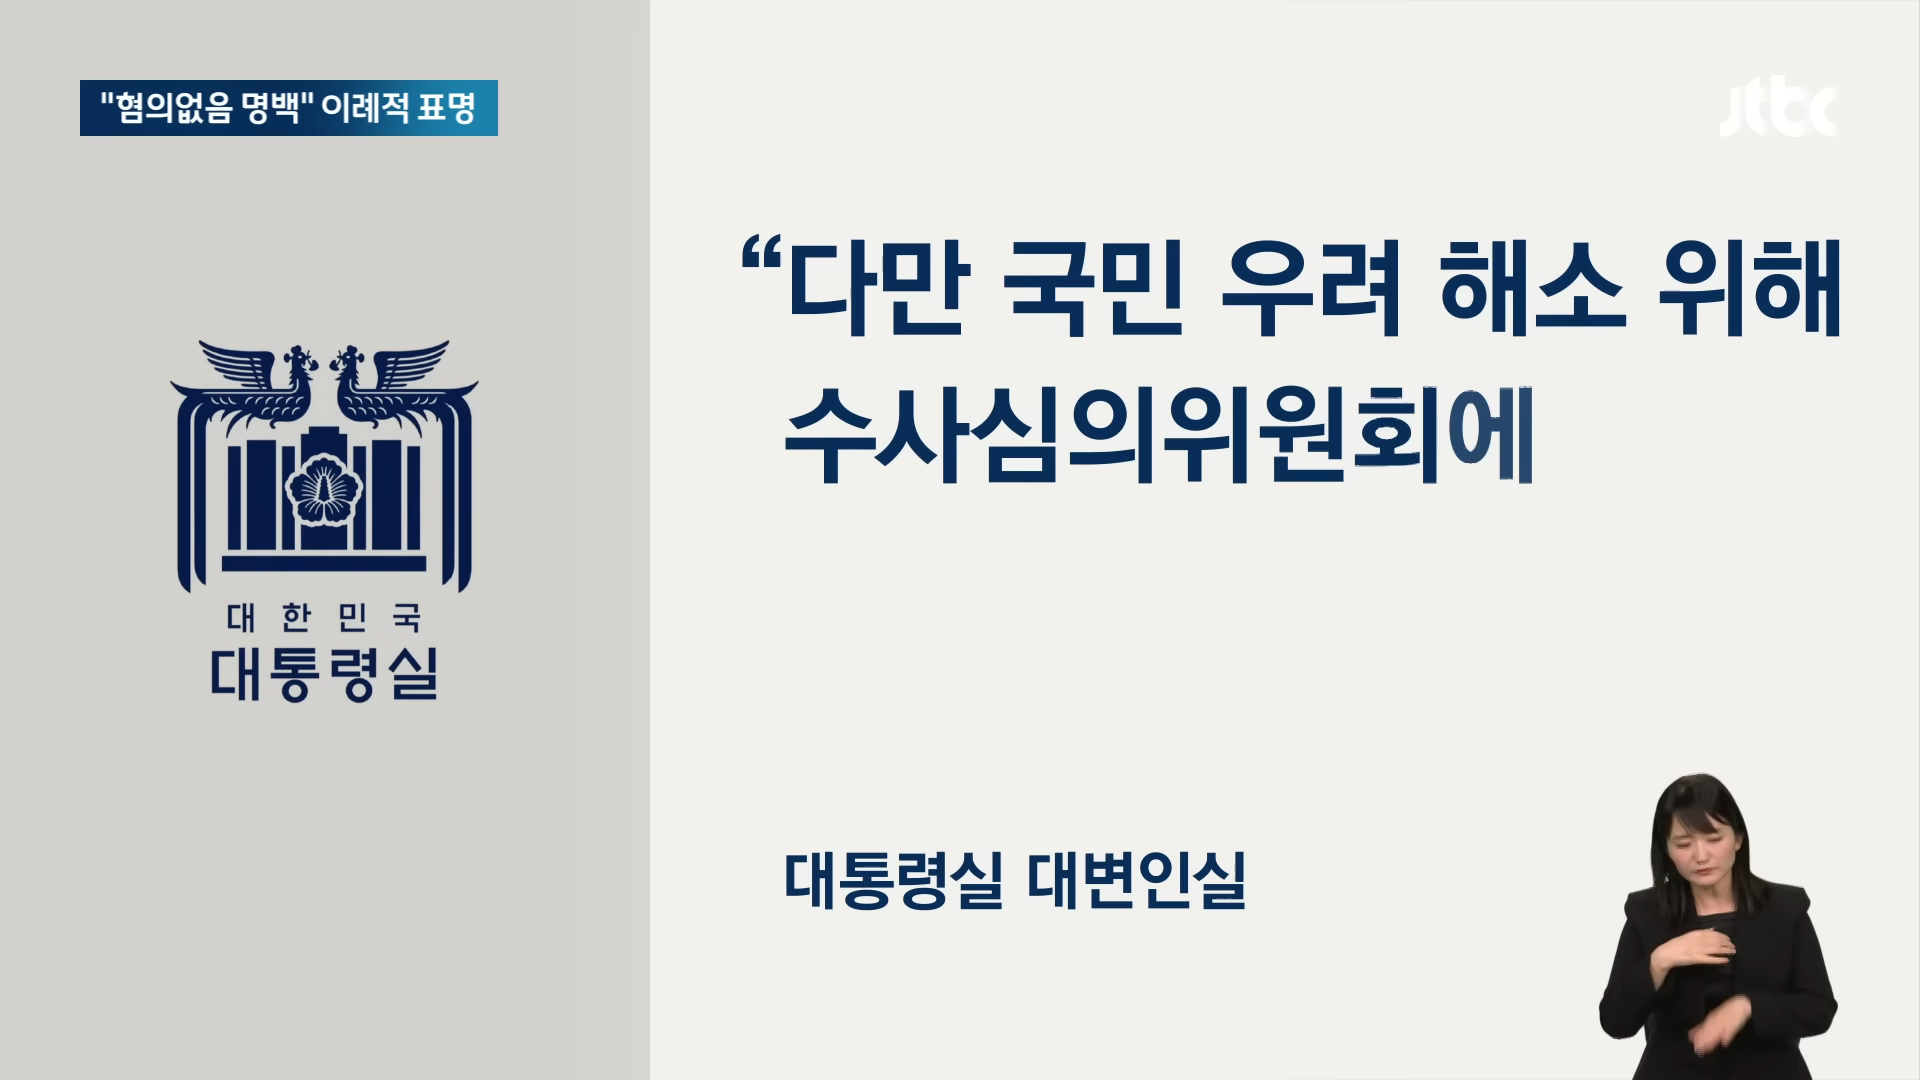 "혐의없음 명백" 이례적 표명
jtbc
“다만 국민 우려 해소 위해
수사심의위원회에
대한민국
대통령실
대통령실 대변인실